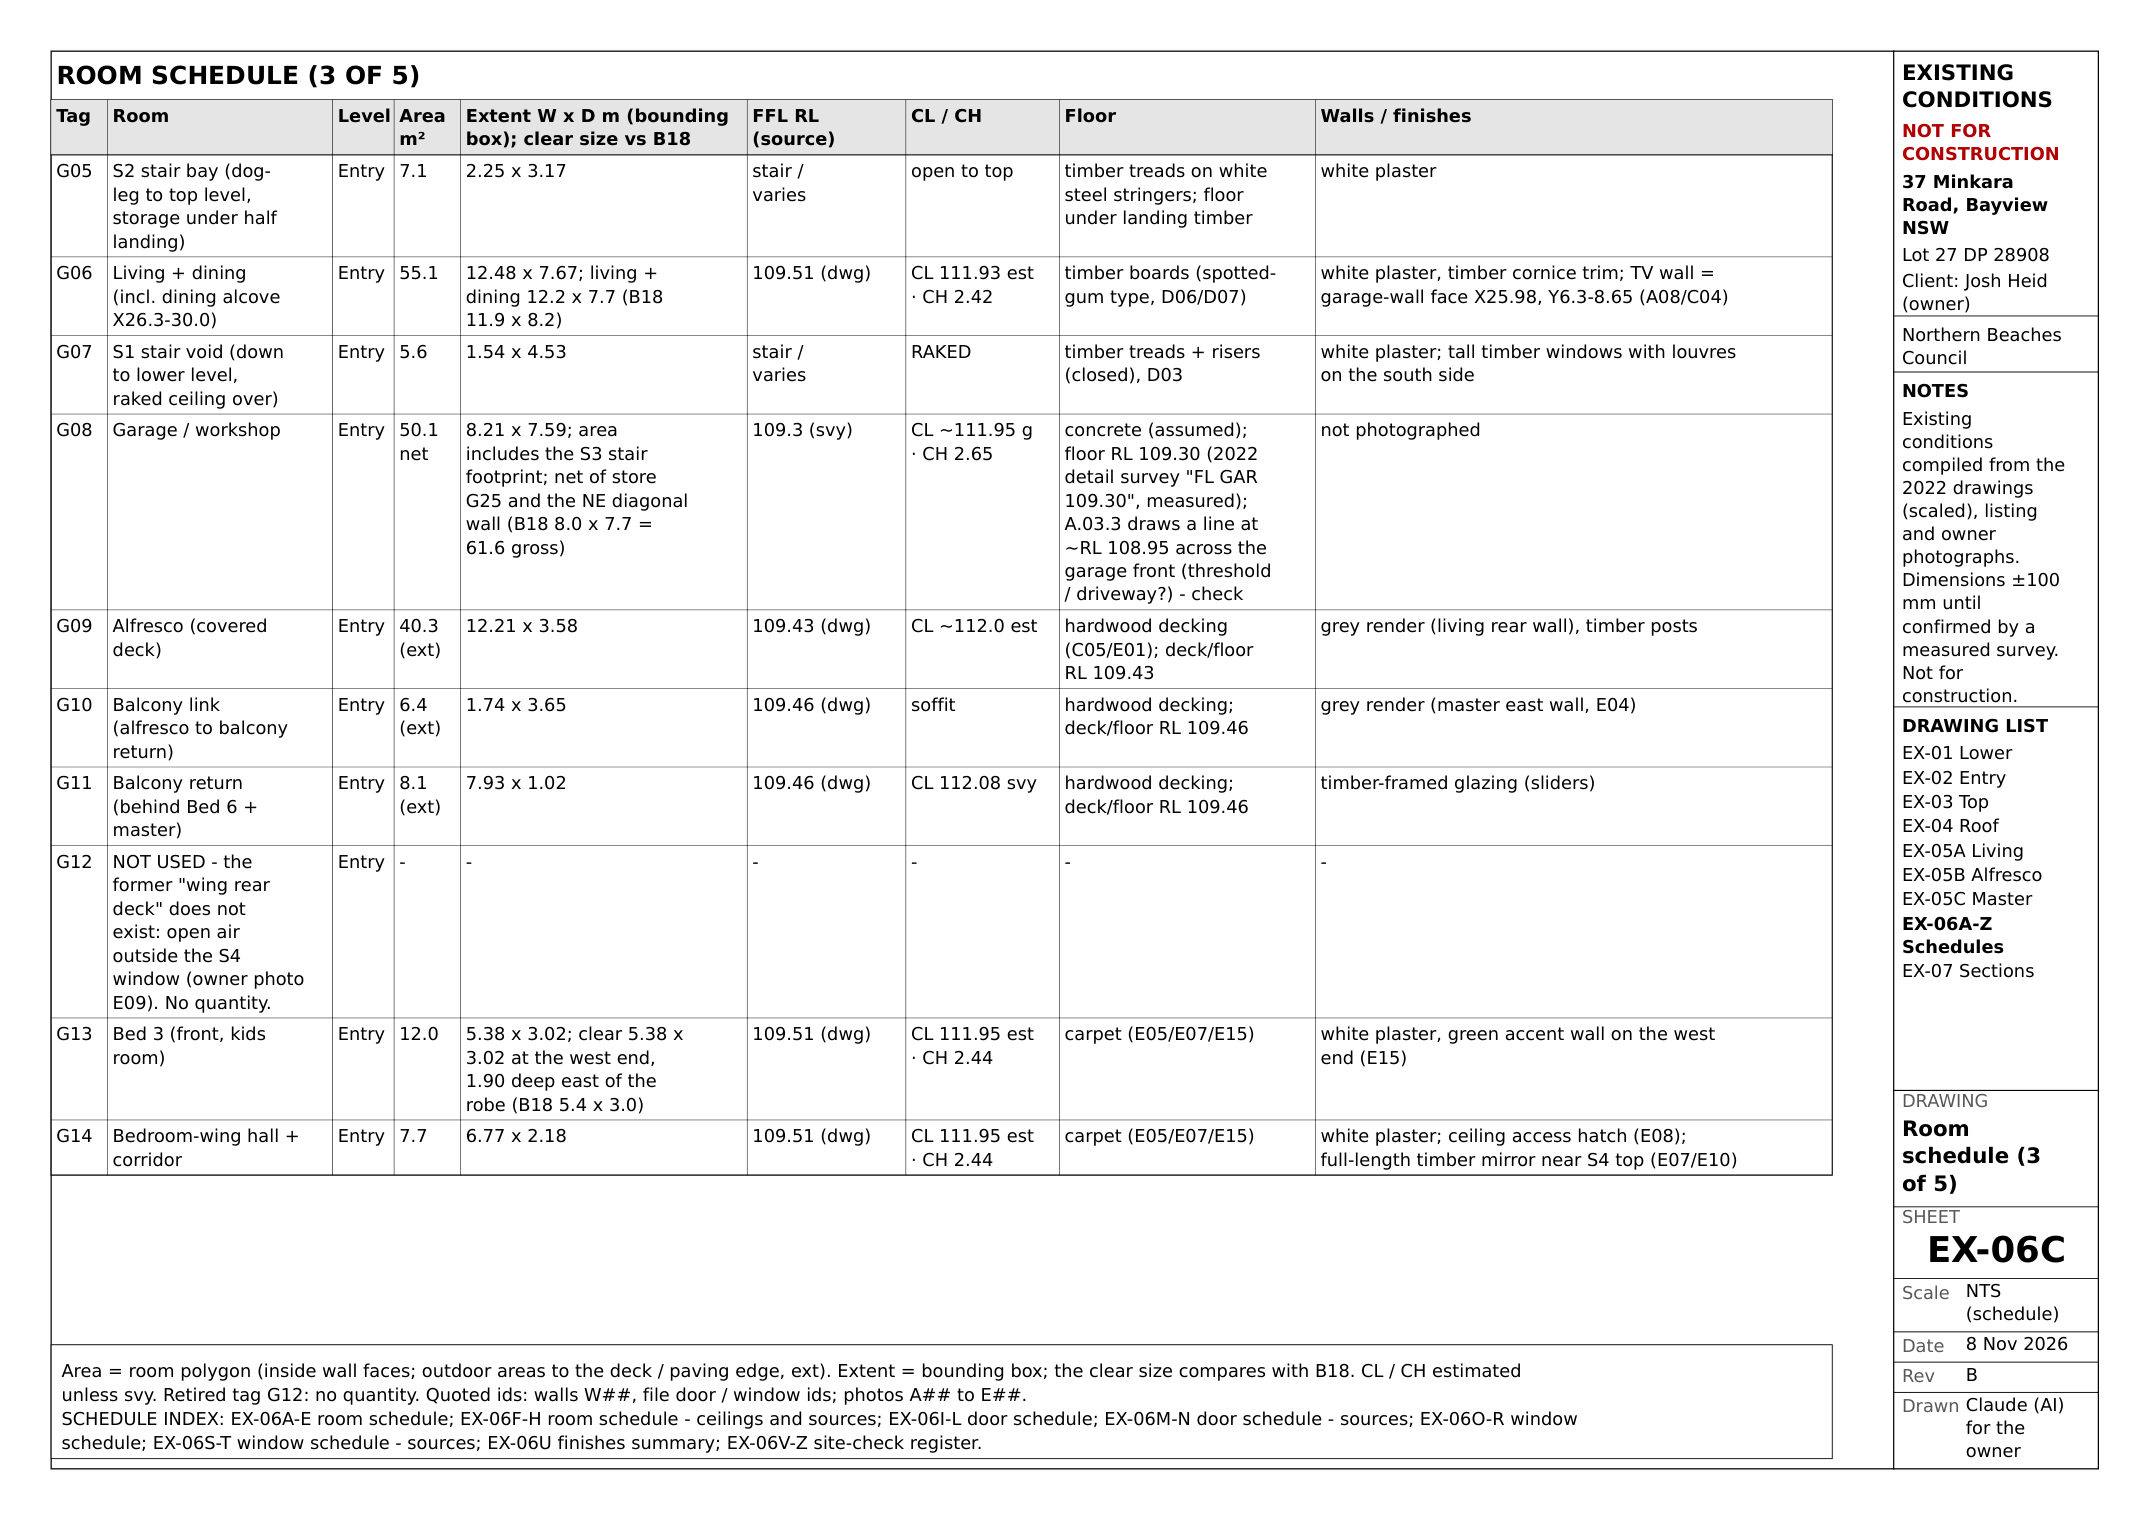 ROOM SCHEDULE (3 OF 5)
Tag Room Level Area m² Extent W x D m (bounding box); clear size vs B18 FFL RL (source) CL / CH Floor Walls / finishes
G05
S2 stair bay (dog-
leg to top level,
storage under half
landing)
Entry
7.1
2.25 x 3.17
stair /
varies
open to top
timber treads on white
steel stringers; floor
under landing timber
white plaster
G06
Living + dining
(incl. dining alcove
X26.3-30.0)
Entry
55.1
12.48 x 7.67; living +
dining 12.2 x 7.7 (B18
11.9 x 8.2)
109.51 (dwg)
CL 111.93 est
· CH 2.42
timber boards (spotted-
gum type, D06/D07)
white plaster, timber cornice trim; TV wall =
garage-wall face X25.98, Y6.3-8.65 (A08/C04)
G07
S1 stair void (down
to lower level,
raked ceiling over)
Entry
5.6
1.54 x 4.53
stair /
varies
RAKED
timber treads + risers
(closed), D03
white plaster; tall timber windows with louvres
on the south side
G08
Garage / workshop
Entry
50.1
net
8.21 x 7.59; area
includes the S3 stair
footprint; net of store
G25 and the NE diagonal
wall (B18 8.0 x 7.7 =
61.6 gross)
109.3 (svy)
CL ~111.95 g
· CH 2.65
concrete (assumed);
floor RL 109.30 (2022
detail survey "FL GAR
109.30", measured);
A.03.3 draws a line at
~RL 108.95 across the
garage front (threshold
/ driveway?) - check
not photographed
G09
Alfresco (covered
deck)
Entry
40.3
(ext)
12.21 x 3.58
109.43 (dwg)
CL ~112.0 est
hardwood decking
(C05/E01); deck/floor
RL 109.43
grey render (living rear wall), timber posts
G10
Balcony link
(alfresco to balcony
return)
Entry
6.4
(ext)
1.74 x 3.65
109.46 (dwg)
soffit
hardwood decking;
deck/floor RL 109.46
grey render (master east wall, E04)
G11
Balcony return
(behind Bed 6 +
master)
Entry
8.1
(ext)
7.93 x 1.02
109.46 (dwg)
CL 112.08 svy
hardwood decking;
deck/floor RL 109.46
timber-framed glazing (sliders)
G12
NOT USED - the
former "wing rear
deck" does not
exist: open air
outside the S4
window (owner photo
E09). No quantity.
Entry
-
-
-
-
-
-
G13
Bed 3 (front, kids
room)
Entry
12.0
5.38 x 3.02; clear 5.38 x
3.02 at the west end,
1.90 deep east of the
robe (B18 5.4 x 3.0)
109.51 (dwg)
CL 111.95 est
· CH 2.44
carpet (E05/E07/E15)
white plaster, green accent wall on the west
end (E15)
G14
Bedroom-wing hall +
corridor
Entry
7.7
6.77 x 2.18
109.51 (dwg)
CL 111.95 est
· CH 2.44
carpet (E05/E07/E15)
white plaster; ceiling access hatch (E08);
full-length timber mirror near S4 top (E07/E10)
Area = room polygon (inside wall faces; outdoor areas to the deck / paving edge, ext). Extent = bounding box; the clear size compares with B18. CL / CH estimated
unless svy. Retired tag G12: no quantity. Quoted ids: walls W##, file door / window ids; photos A## to E##.
SCHEDULE INDEX: EX-06A-E room schedule; EX-06F-H room schedule - ceilings and sources; EX-06I-L door schedule; EX-06M-N door schedule - sources; EX-06O-R window
schedule; EX-06S-T window schedule - sources; EX-06U finishes summary; EX-06V-Z site-check register.
EXISTING
CONDITIONS
NOT FOR
CONSTRUCTION
37 Minkara
Road, Bayview
NSW
Lot 27 DP 28908
Client: Josh Heid
(owner)
Northern Beaches
Council
NOTES
Existing
conditions
compiled from the
2022 drawings
(scaled), listing
and owner
photographs.
Dimensions ±100
mm until
confirmed by a
measured survey.
Not for
construction.
DRAWING LIST
EX-01 Lower
EX-02 Entry
EX-03 Top
EX-04 Roof
EX-05A Living
EX-05B Alfresco
EX-05C Master
EX-06A-Z
Schedules
EX-07 Sections
DRAWING
Room
schedule (3
of 5)
SHEET
EX-06C
Scale NTS
(schedule)
Date 8 Nov 2026
Rev B
Drawn Claude (AI)
for the
owner